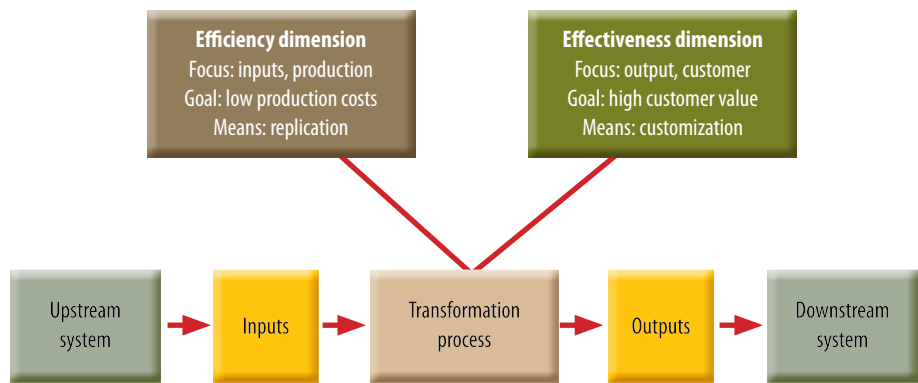 Efficiency dimension
Focus: inputs, production
Goal: low production costs
Means: replication
Effectiveness dimension
Focus: output, customer
Goal: high customer value
Means: customization
Upstream
system
Inputs
Transformation
process
Outputs
Downstream
system